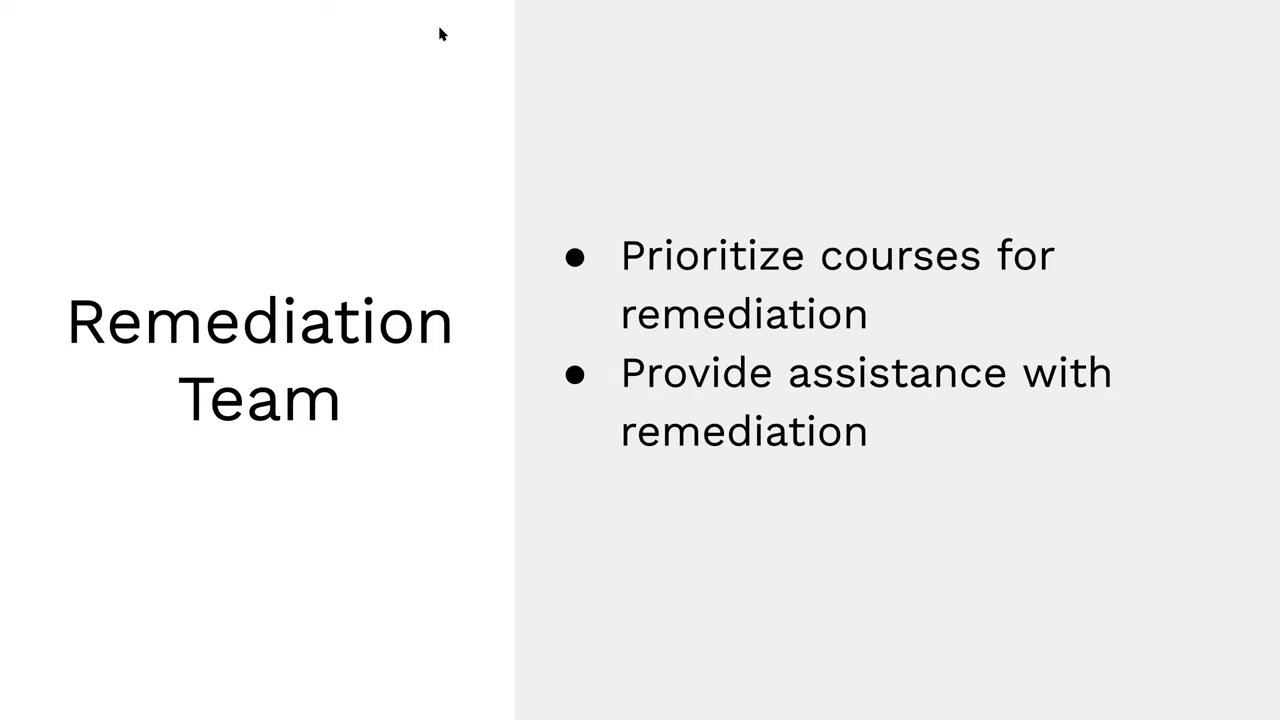 Remediation
Team
● Prioritize courses for
remediation
● Provide assistance with
remediation